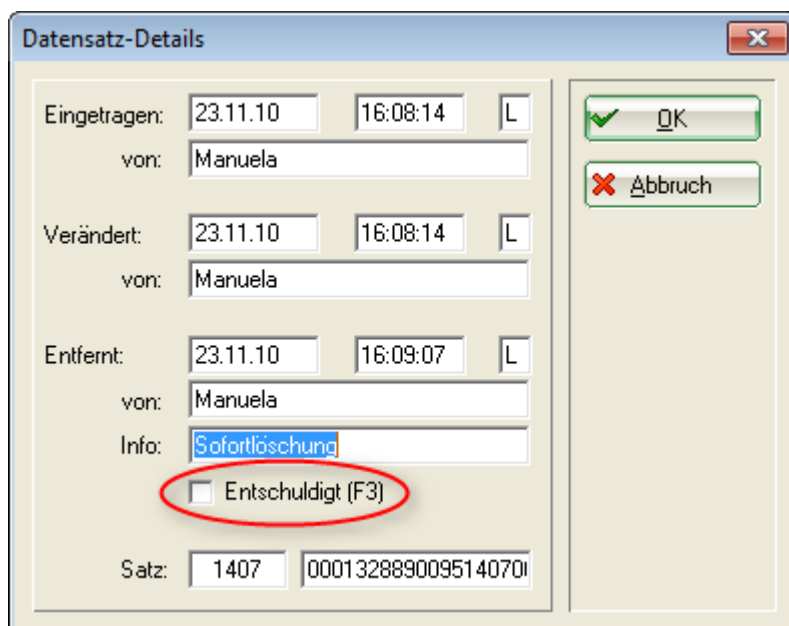 Datensatz-Details
Eingetragen: 23.11.10 16:08:14 L
von: Manuela
Verändert: 23.11.10 16:08:14 L
von: Manuela
Entfernt: 23.11.10 16:09:07 L
von: Manuela
Info: Sofortlöschung
Entschuldigt (F3)
Satz: 1407
OK
Abbruch